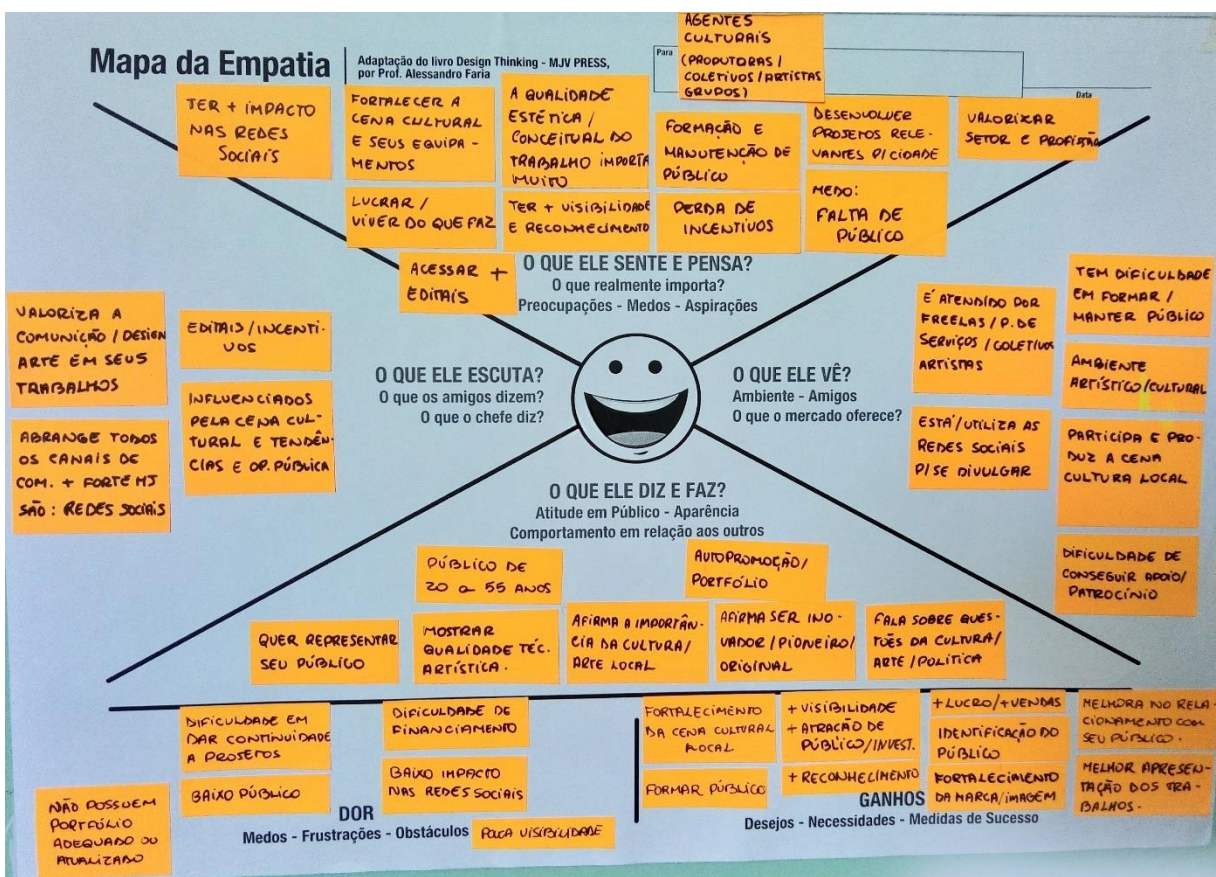 Mapa da Empatia
Adaptação do livro Design Thinking - MJV PRESS,
por Prof. Alessandro Faria
Para
AGENTES
CULTURAIS
(PRODUTORAS /
COLETIVOS / ARTISTAS
GRUPOS)
Data
TER + IMPACTO
NAS REDES
SOCIAIS
FORTALECER A
CENA CULTURAL
E SEUS EQUIPA-
MENTOS
A QUALIDADE
ESTÉTICA /
CONCEITUAL DO
TRABALHO IMPORTA
MUITO
FORMAÇÃO E
MANUTENÇÃO DE
PÚBLICO
DESENVOLVER
PROJETOS RELE-
VANTES P/ CIDADE
VALORIZAR
SETOR E PROFISSÃO
LUCRAR /
VIVER DO QUE FAZ
TER + VISIBILIDADE
E RECONHECIMENTO
PERDA DE
INCENTIVOS
MEDO:
FALTA DE
PÚBLICO
ACESSAR +
EDITAIS
O QUE ELE SENTE E PENSA?
O que realmente importa?
Preocupações - Medos - Aspirações
VALORIZA A
COMUNIÇÃO / DESIGN
ARTE EM SEUS
TRABALHOS
EDITAIS / INCENTI-
VOS
ABRANGE TODOS
OS CANAIS DE
COM. + FORTE HJ
SÃO: REDES SOCIAIS
INFLUENCIADOS
PELA CENA CUL-
TURAL E TENDÊN-
CIAS E OP. PÚBLICA
O QUE ELE ESCUTA?
O que os amigos dizem?
O que o chefe diz?
O QUE ELE VÊ?
Ambiente - Amigos
O que o mercado oferece?
É ATENDIDO POR
FREELAS / P. DE
SERVIÇOS / COLETIVOS
ARTISTAS
TEM DIFICULDADE
EM FORMAR /
MANTER PÚBLICO
AMBIENTE
ARTÍSTICO/CULTURAL
ESTÁ/UTILIZA AS
REDES SOCIAIS
P/ SE DIVULGAR
PARTICIPA E PRO-
DUZ A CENA
CULTURA LOCAL
DIFICULDADE DE
CONSEGUIR APOIO/
PATROCÍNIO
O QUE ELE DIZ E FAZ?
Atitude em Público - Aparência
Comportamento em relação aos outros
PÚBLICO DE
20 a 55 ANOS
AUTOPROMOÇÃO/
PORTFÓLIO
QUER REPRESENTAR
SEU PÚBLICO
MOSTRAR
QUALIDADE TÉC.
ARTÍSTICA.
AFIRMA A IMPORTÂN-
CIA DA CULTURA/
ARTE LOCAL
AFIRMA SER INO-
VADOR / PIONEIRO /
ORIGINAL
FALA SOBRE QUES-
TÕES DA CULTURA/
ARTE / POLÍTICA
DIFICULDADE EM
DAR CONTINUIDADE
A PROJETOS
DIFICULDADE DE
FINANCIAMENTO
BAIXO PÚBLICO
BAIXO IMPACTO
NAS REDES SOCIAIS
NÃO POSSUEM
PORTFÓLIO
ADEQUADO OU
ATUALIZADO
DOR
Medos - Frustrações - Obstáculos
POUCA VISIBILIDADE
FORTALECIMENTO
DA CENA CULTURAL
LOCAL
+ VISIBILIDADE
+ ATRAÇÃO DE
PÚBLICO/INVEST.
+ LUCRO/+VENDAS
IDENTIFICAÇÃO DO
PÚBLICO
MELHORA NO RELA-
CIONAMENTO COM
SEU PÚBLICO.
FORMAR PÚBLICO
+ RECONHECIMENTO
FORTALECIMENTO
DA MARCA/IMAGEM
MELHOR APRESEN-
TAÇÃO DOS TRA-
BALHOS.
GANHOS
Desejos - Necessidades - Medidas de Sucesso